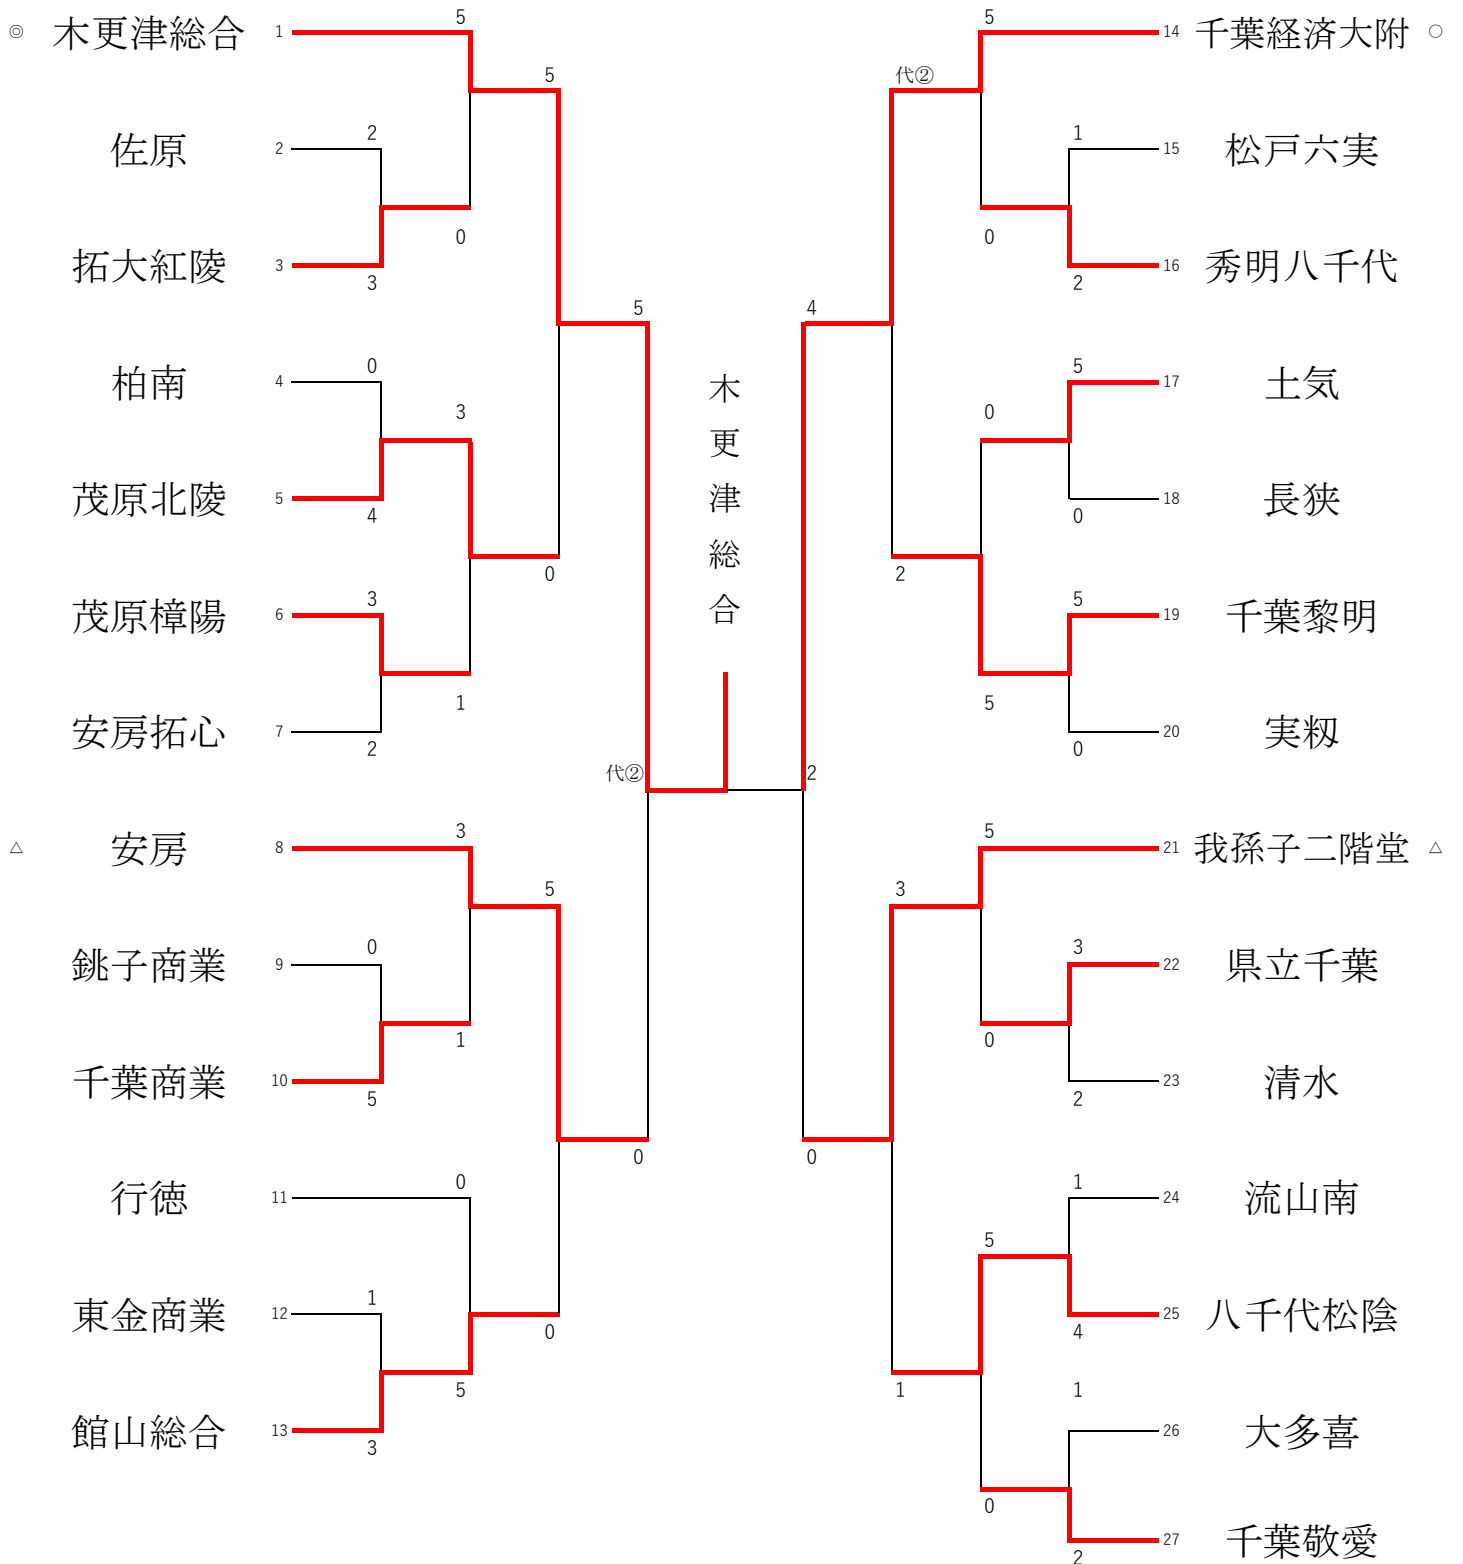 ◎ 木更津総合 1 5
5
佐原 2 2
0
拓大紅陵 3 3
5
柏南 4 0
3
茂原北陵 5 4
0
茂原樟陽 6 3
1
安房拓心 7 2
代②
△ 安房 8 3
5
銚子商業 9 0
1
千葉商業 10 5
0
行徳 11 0
東金商業 12 1
0
5
館山総合 13 3
木更津総合
5 14 千葉経済大附 ○
代②
1 15 松戸六実
0
2 16 秀明八千代
4
5 17 土気
0
0 18 長狭
2
5 19 千葉黎明
5
0 20 実籾
2
5 21 我孫子二階堂 △
3
3 22 県立千葉
0
2 23 清水
0
1 24 流山南
5
4 25 八千代松陰
1
1 26 大多喜
0
2 27 千葉敬愛